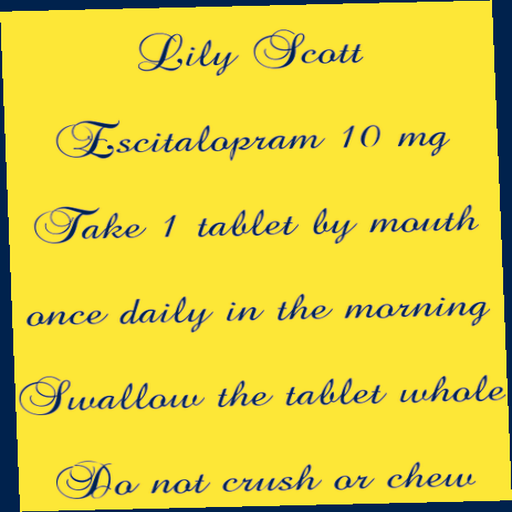 Lily Scott
Escitalopram 10 mg
Take 1 tablet by mouth
once daily in the morning
Swallow the tablet whole
Do not crush or chew